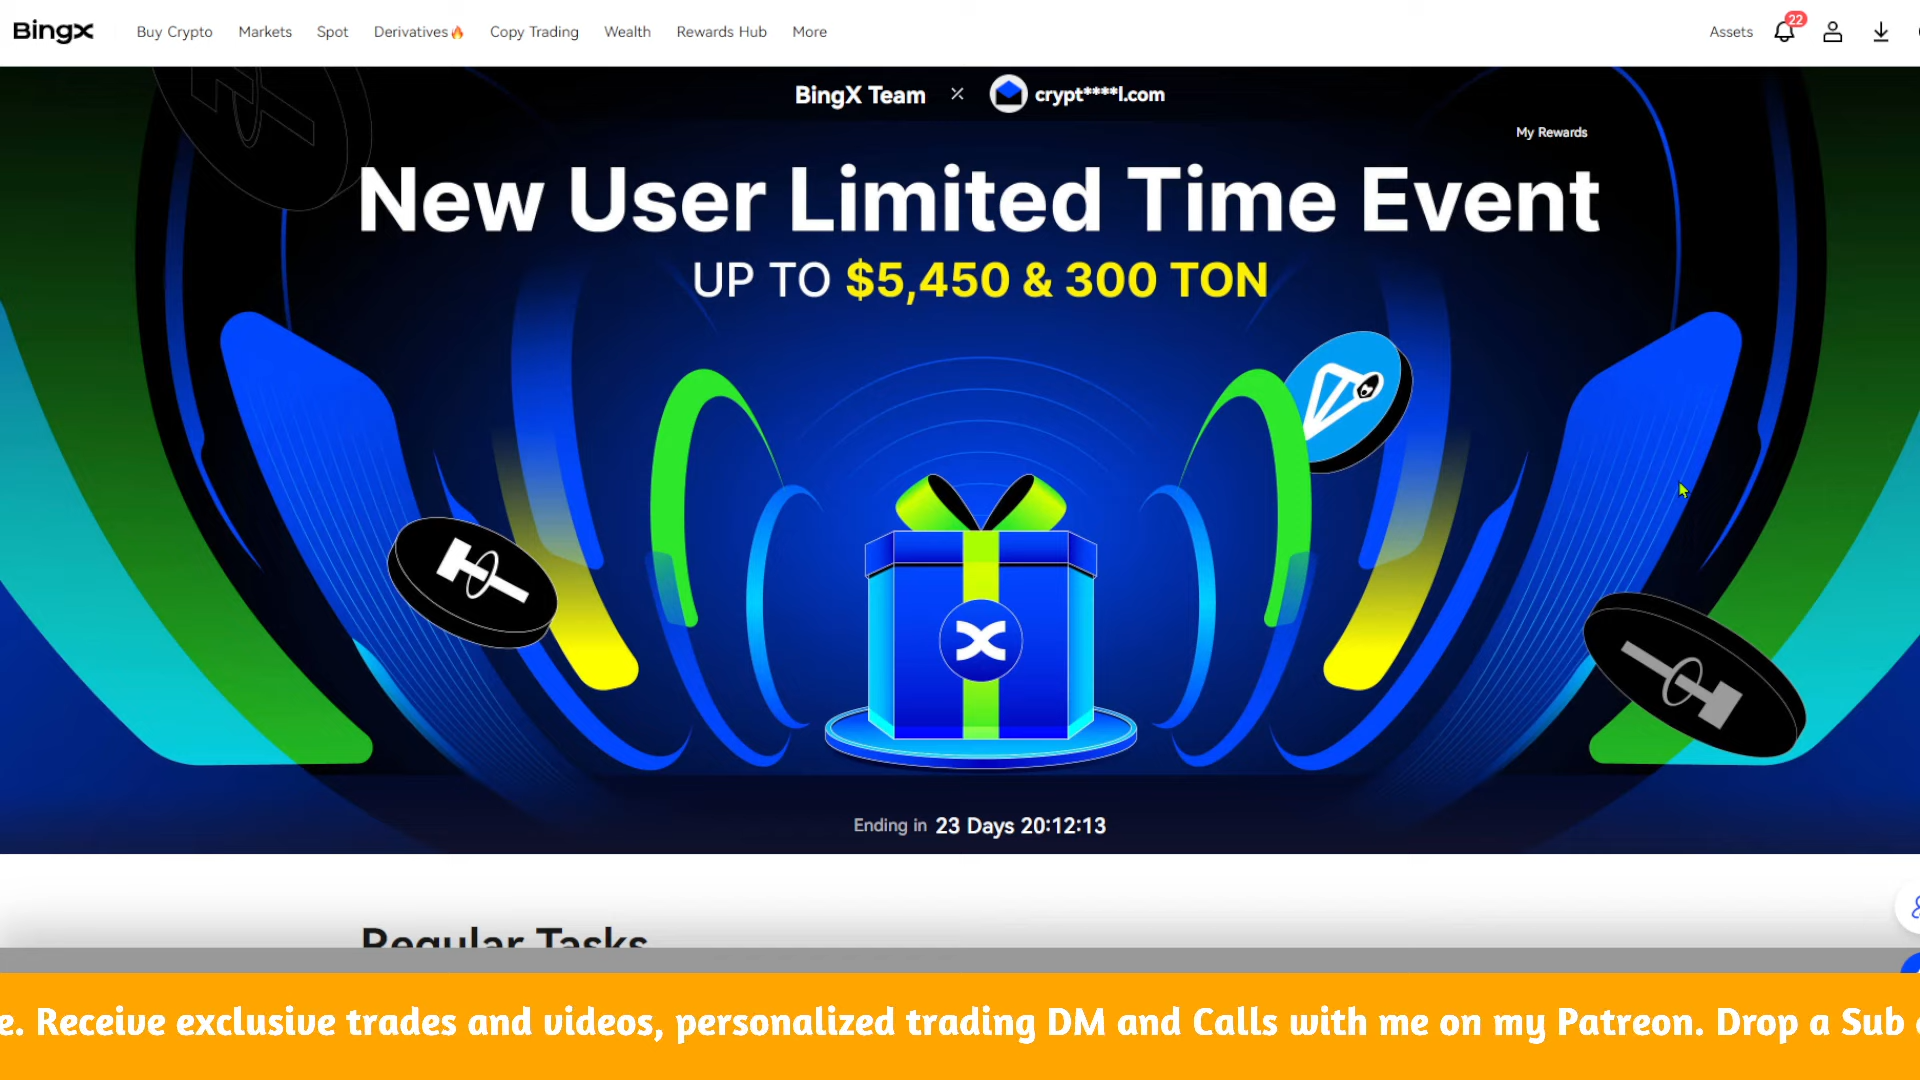 BingX
Buy Crypto Markets Spot Derivatives Copy Trading Wealth Rewards Hub More
Assets 22
BingX Team × crypt****l.com
My Rewards
New User Limited Time Event
UP TO $5,450 & 300 TON
Ending in 23 Days 20:12:13
Regular Tasks
e. Receive exclusive trades and videos, personalized trading DM and Calls with me on my Patreon. Drop a Sub